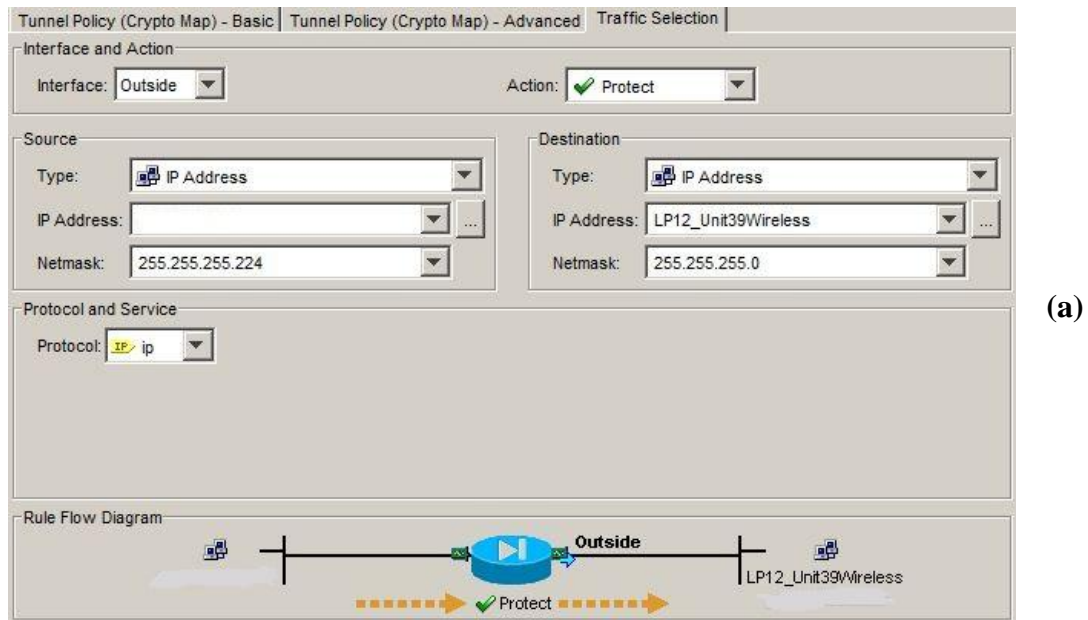 Tunnel Policy (Crypto Map) - Basic Tunnel Policy (Crypto Map) - Advanced Traffic Selection
Interface and Action
Interface: Outside Action: Protect
Source Destination
Type: IP Address Type: IP Address
IP Address: ... IP Address: LP12_Unit39Wireless ...
Netmask: 255.255.255.224 Netmask: 255.255.255.0
Protocol and Service
(a)
Protocol: IP ip
Rule Flow Diagram
Outside
LP12_Unit39Wireless
Protect